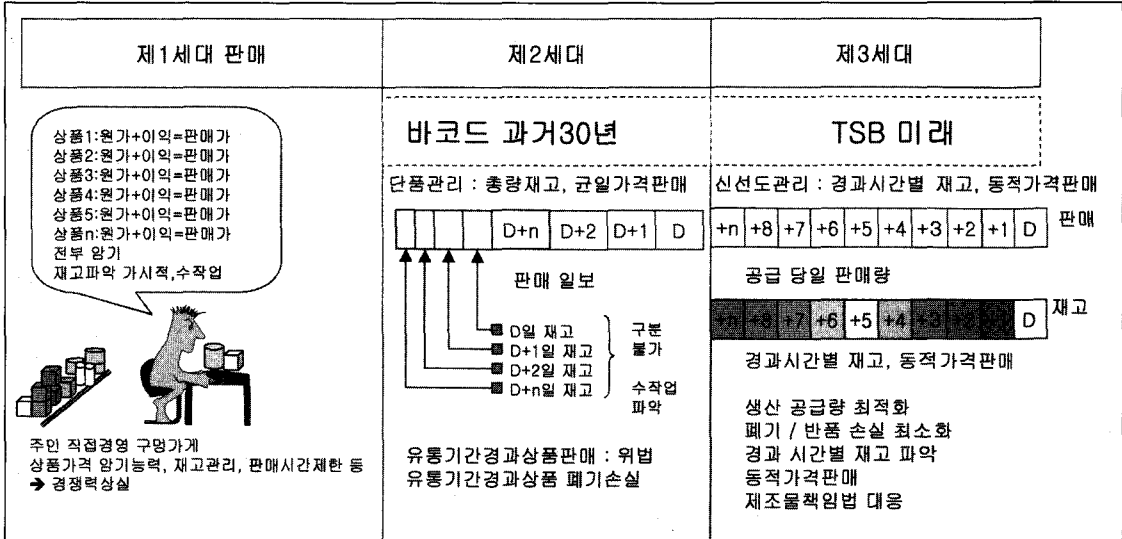 제1세대 판매
제2세대
제3세대
상품1:원가+이익=판매가
상품2:원가+이익=판매가
상품3:원가+이익=판매가
상품4:원가+이익=판매가
상품5:원가+이익=판매가
상품n:원가+이익=판매가
전부 암기
재고파악 가시적,수작업
주인 직접경영 구멍가게
상품가격 암기능력, 재고관리, 판매시간제한 등
➔ 경쟁력상실
바코드 과거30년
단품관리 : 총량재고, 균일가격판매
D+n D+2 D+1 D
판매 일보
D일 재고
D+1일 재고
D+2일 재고
D+n일 재고
구분
불가
수작업
파악
유통기간경과상품판매 : 위법
유통기간경과상품 폐기손실
TSB 미래
신선도관리 : 경과시간별 재고, 동적가격판매
+n +8 +7 +6 +5 +4 +3 +2 +1 D 판매
공급 당일 판매량
+n +8 +7 +6 +5 +4 +3 +2 +1 D 재고
경과시간별 재고, 동적가격판매
생산 공급량 최적화
폐기 / 반품 손실 최소화
경과 시간별 재고 파악
동적가격판매
제조물책임법 대응